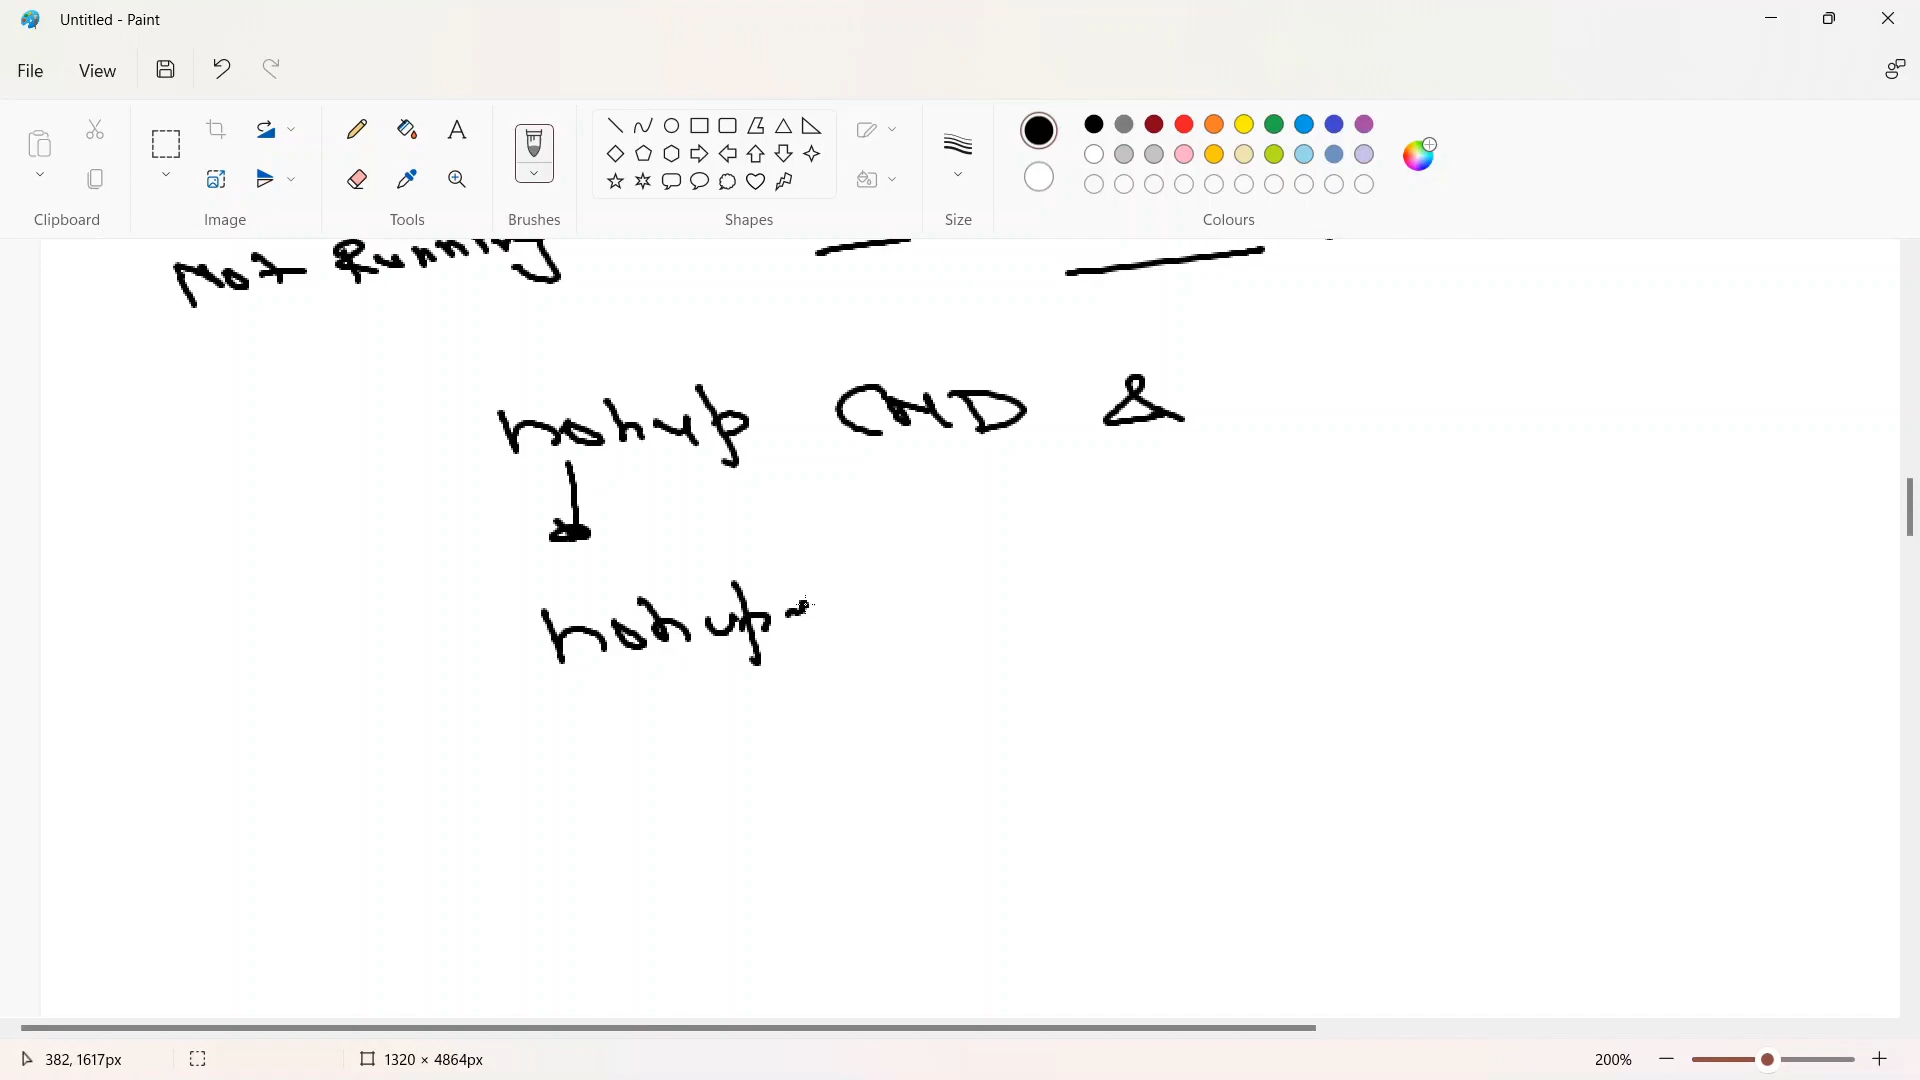 Untitled - Paint
File View
Clipboard Image Tools Brushes Shapes Size Colours
Not Running
nohup CMD &
nohup
382, 1617px 1320 × 4864px 200%